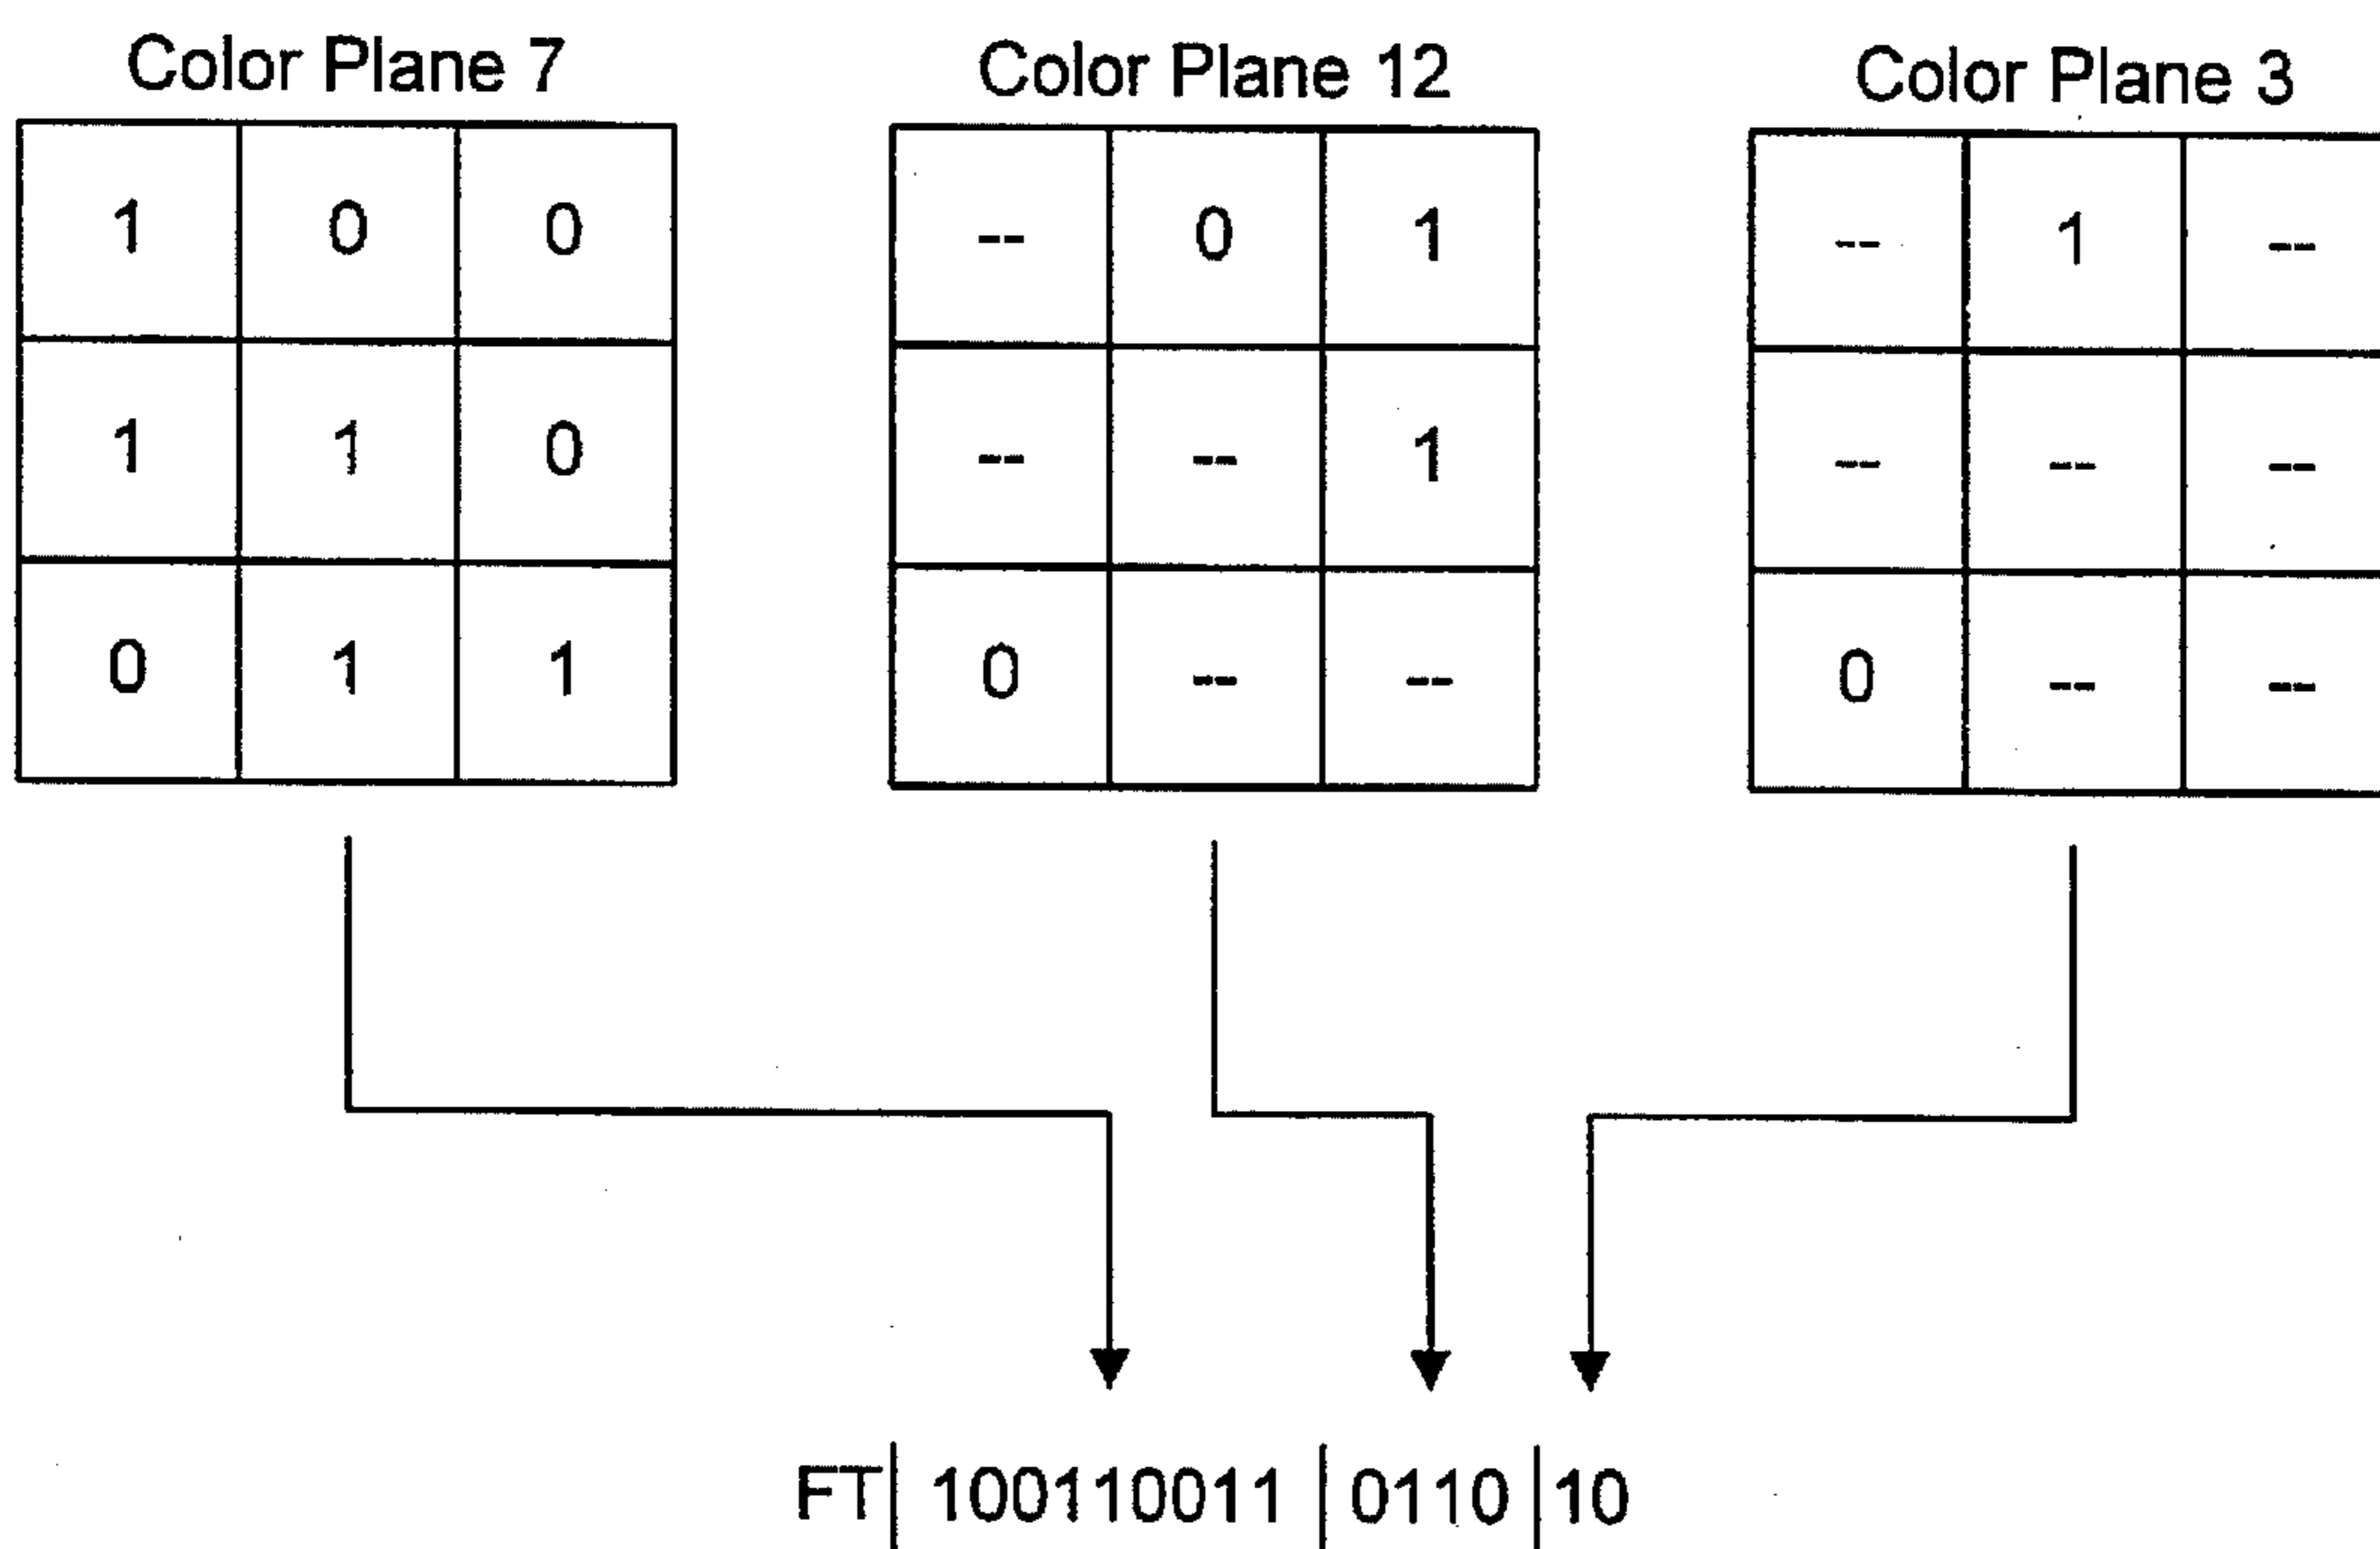 Color Plane 7 Color Plane 12 Color Plane 3
1 0 0 -- 0 1 -- 1 --
1 1 0 -- -- 1 -- -- --
0 1 1 0 -- -- 0 -- --
FT| 100110011 | 0110 | 10